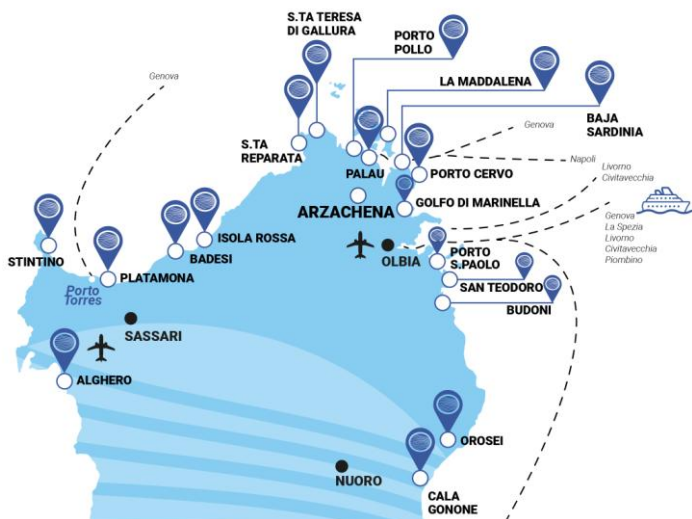 S.TA TERESA
DI GALLURA
PORTO
POLLO
LA MADDALENA
BAJA
SARDINIA
Genova
S.TA
REPARATA
Genova
Napoli
PALAU
PORTO CERVO
Livorno
Civitavecchia
ARZACHENA
GOLFO DI MARINELLA
Genova
La Spezia
Livorno
Civitavecchia
Piombino
STINTINO
ISOLA ROSSA
BADESI
PLATAMONA
OLBIA
PORTO
S.PAOLO
SAN TEODORO
BUDONI
Porto
Torres
SASSARI
ALGHERO
OROSEI
NUORO
CALA
GONONE